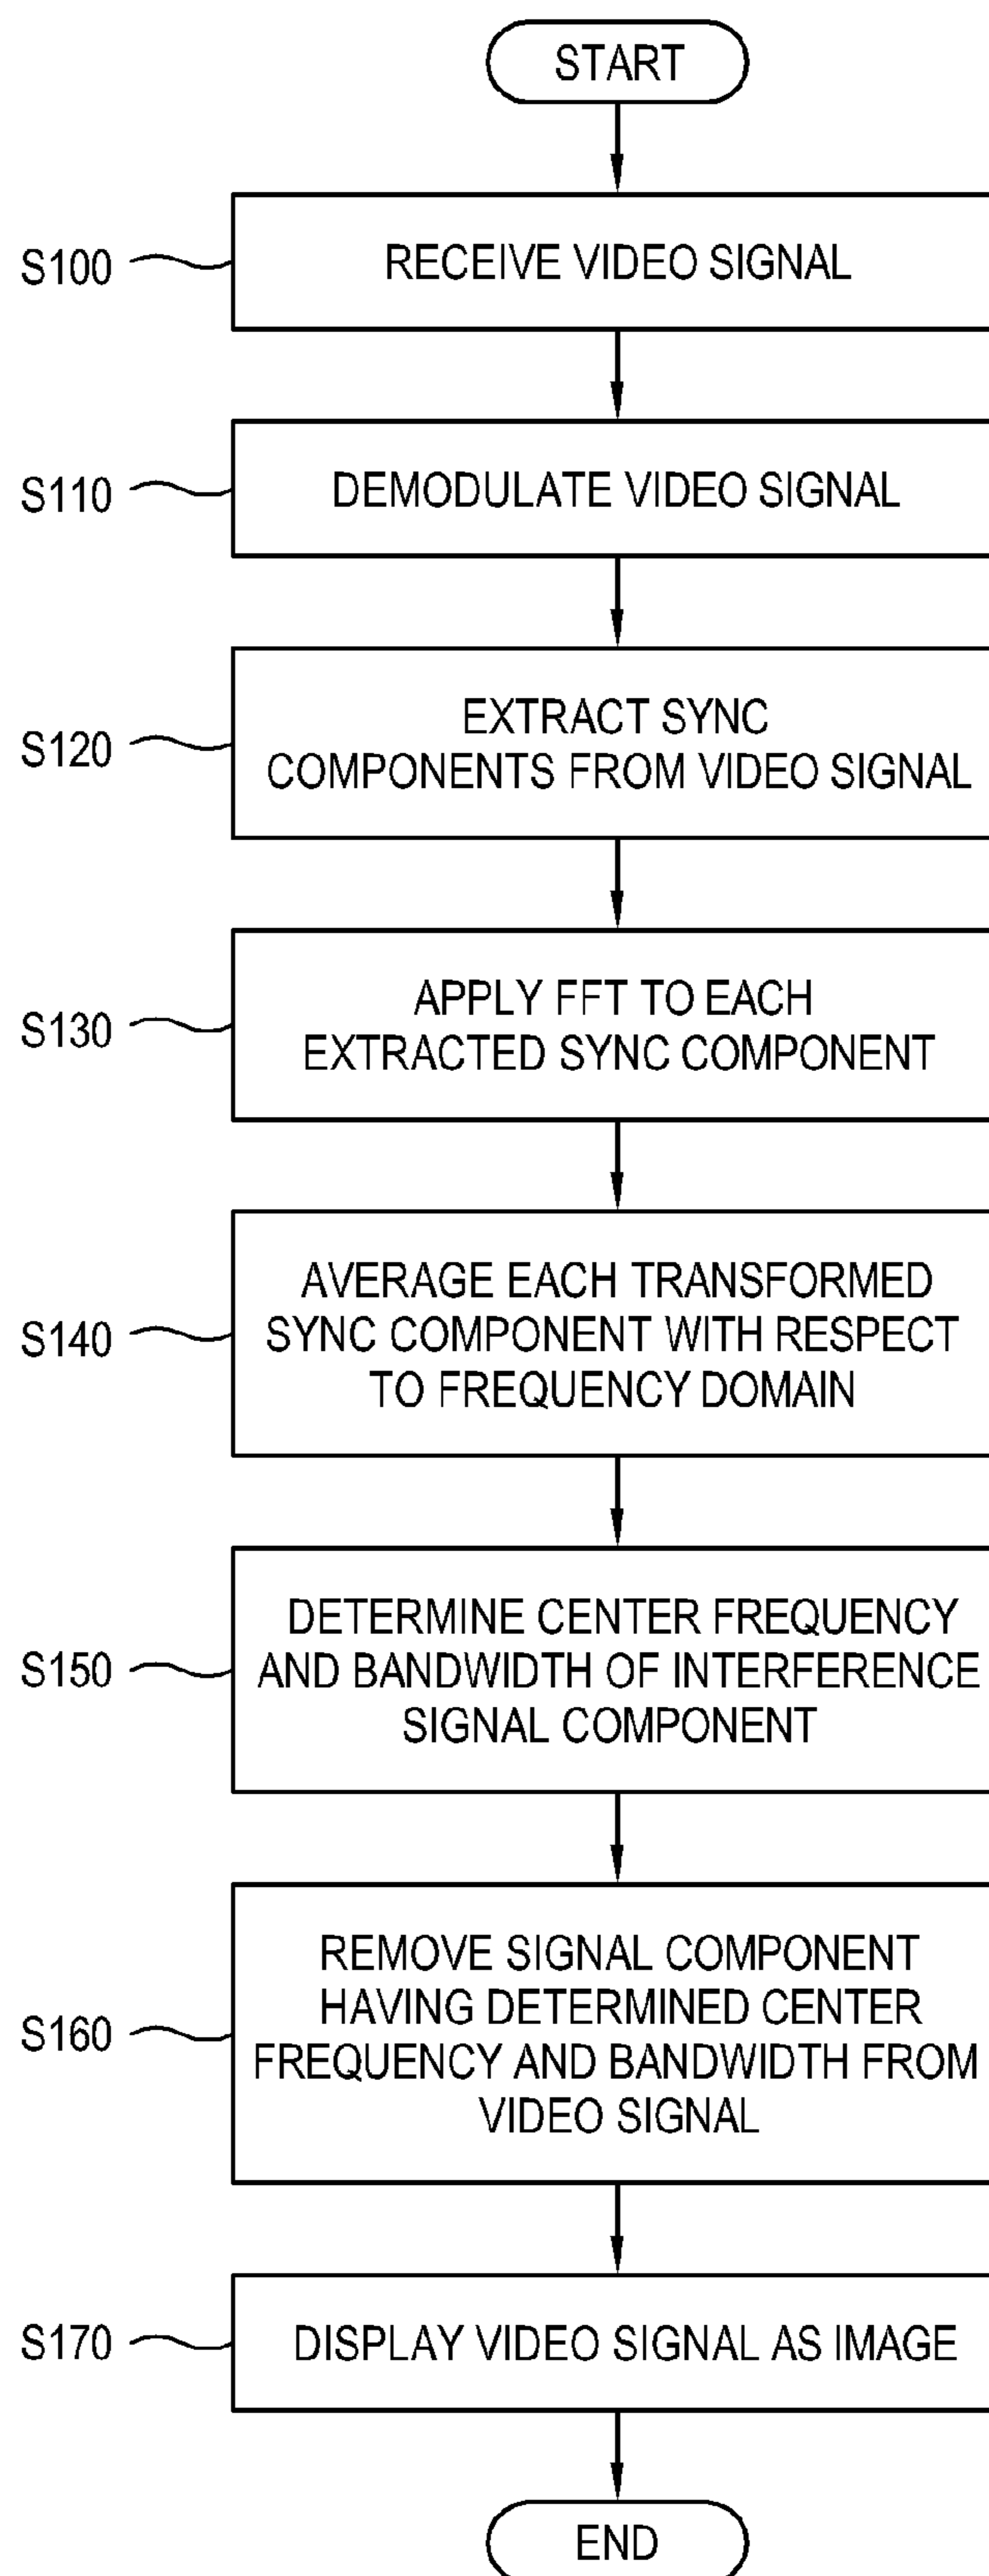 START
S100
RECEIVE VIDEO SIGNAL
S110
DEMODULATE VIDEO SIGNAL
S120
EXTRACT SYNC
COMPONENTS FROM VIDEO SIGNAL
S130
APPLY FFT TO EACH
EXTRACTED SYNC COMPONENT
S140
AVERAGE EACH TRANSFORMED
SYNC COMPONENT WITH RESPECT
TO FREQUENCY DOMAIN
S150
DETERMINE CENTER FREQUENCY
AND BANDWIDTH OF INTERFERENCE
SIGNAL COMPONENT
S160
REMOVE SIGNAL COMPONENT
HAVING DETERMINED CENTER
FREQUENCY AND BANDWIDTH FROM
VIDEO SIGNAL
S170
DISPLAY VIDEO SIGNAL AS IMAGE
END